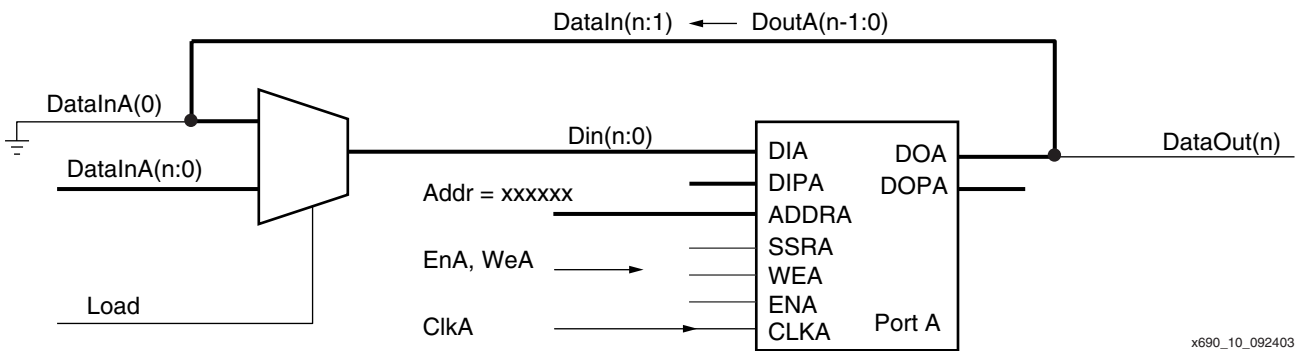 DataIn(n:1) DoutA(n-1:0)
DataInA(0)
DataInA(n:0)
Din(n:0)
DataOut(n)
Addr = xxxxxx
EnA, WeA
Load
ClkA
DIA
DIPA
ADDRA
SSRA
WEA
ENA
CLKA
DOA
DOPA
Port A
x690_10_092403